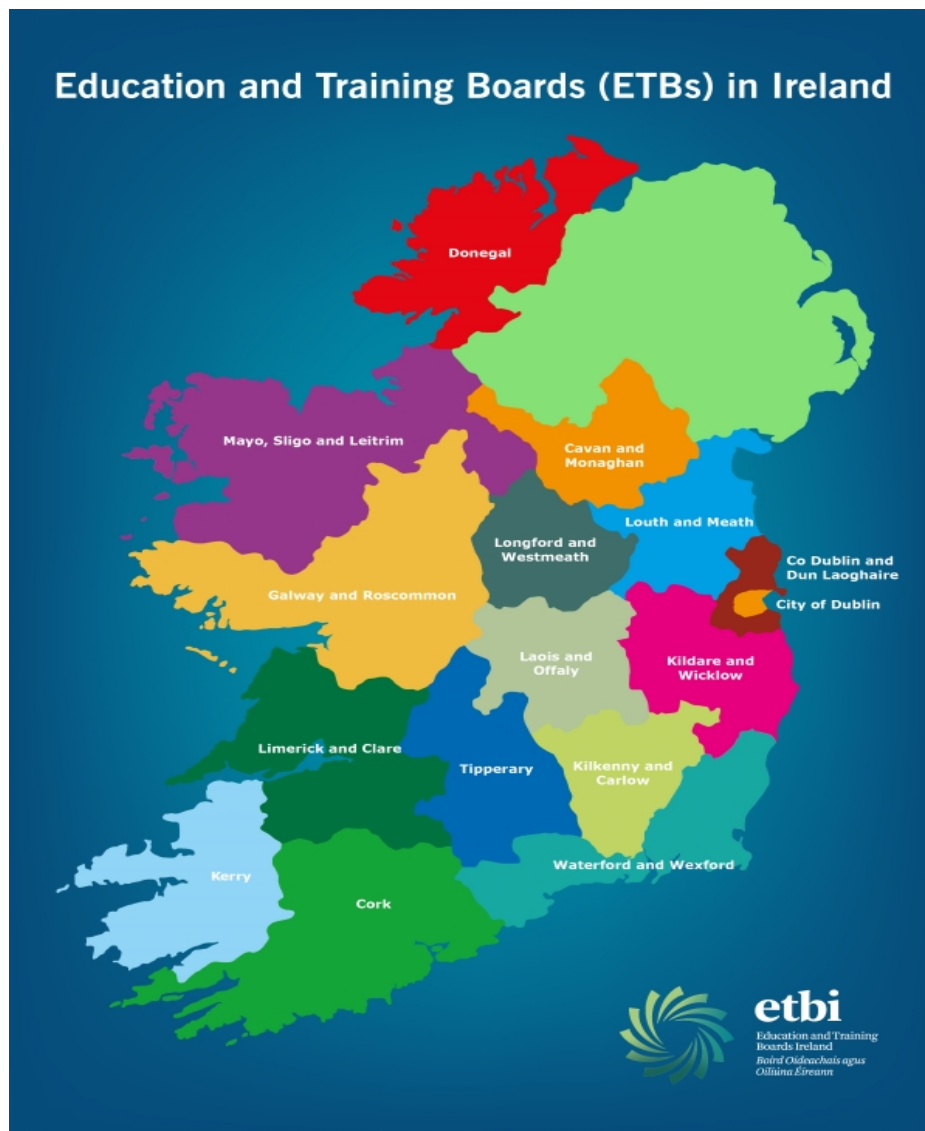 Education and Training Boards (ETBs) in Ireland
Donegal
Mayo, Sligo and Leitrim
Cavan and
Monaghan
Louth and Meath
Longford and
Westmeath
Co Dublin and
Dun Laoghaire
City of Dublin
Galway and Roscommon
Laois and
Offaly
Kildare and
Wicklow
Limerick and Clare
Tipperary
Kilkenny and
Carlow
Waterford and Wexford
Kerry
Cork
etbi
Education and Training
Boards Ireland
Boird Oideachais agus
Oiliúna Éireann